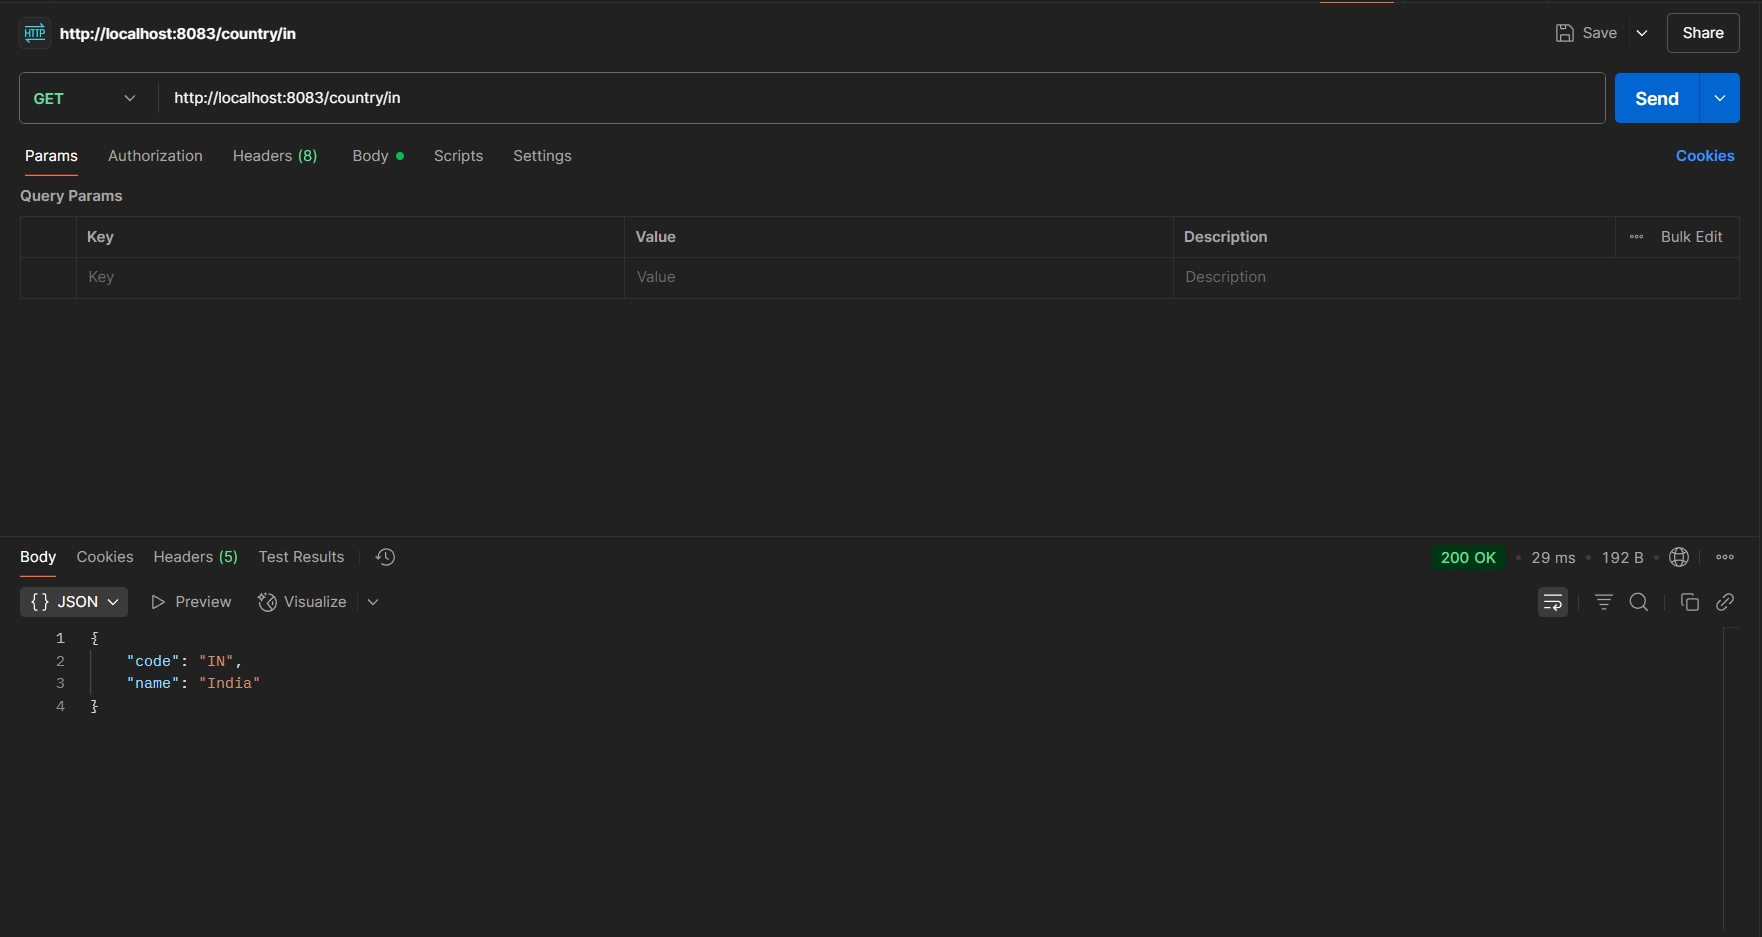 HTTP http://localhost:8083/country/in Save Share
GET http://localhost:8083/country/in Send
Params Authorization Headers (8) Body Scripts Settings Cookies
Query Params
Key Value Description Bulk Edit
Key Value Description
Body Cookies Headers (5) Test Results 200 OK • 29 ms • 192 B •
{} JSON Preview Visualize
1 {
2 "code": "IN",
3 "name": "India"
4 }